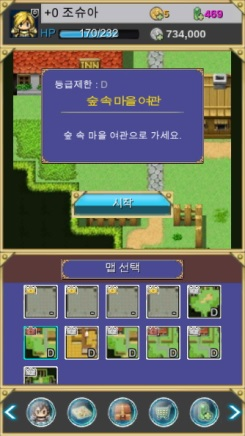 +0 조슈아
5
469
HP 170/232
734,000
INN
등급제한 : D
숲 속 마을 여관
숲 속 마을 여관으로 가세요.
시작
맵 선택
D
D D D D D